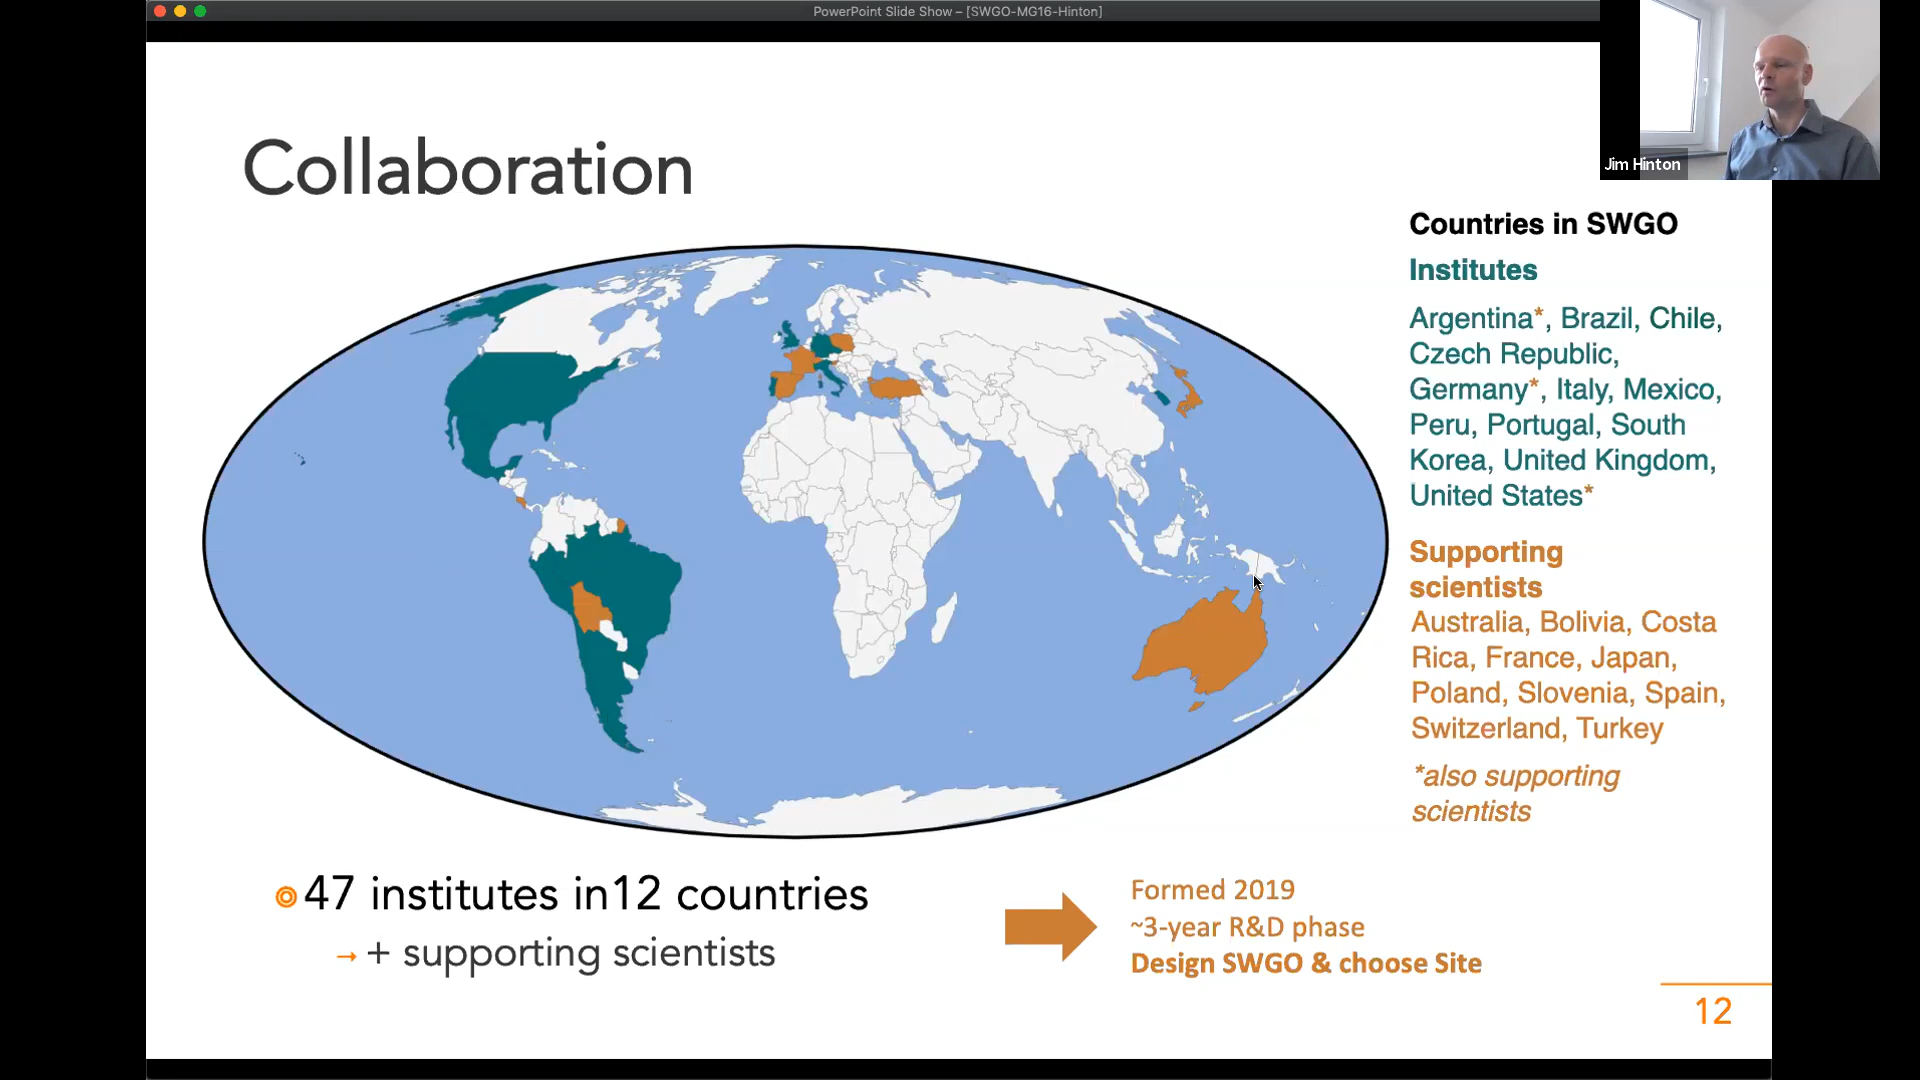 PowerPoint Slide Show – [SWGO-MG16-Hinton]
Jim Hinton
Collaboration
Countries in SWGO
Institutes
Argentina*, Brazil, Chile,
Czech Republic,
Germany*, Italy, Mexico,
Peru, Portugal, South
Korea, United Kingdom,
United States*
Supporting
scientists
Australia, Bolivia, Costa
Rica, France, Japan,
Poland, Slovenia, Spain,
Switzerland, Turkey
*also supporting
scientists
47 institutes in12 countries
→ + supporting scientists
Formed 2019
~3-year R&D phase
Design SWGO & choose Site
12